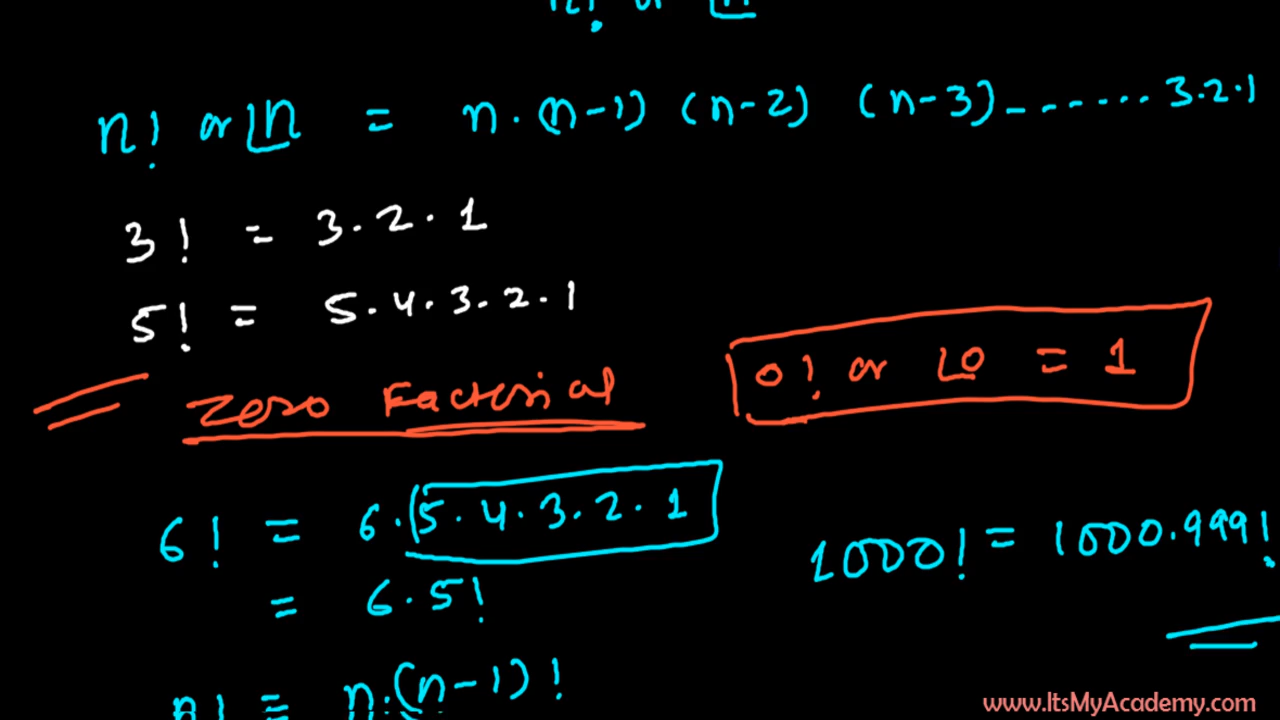 n! or |n
n! or |n = n . (n-1) (n-2) (n-3) ------- 3.2.1
3! = 3.2.1
5! = 5.4.3.2.1
Zero Factorial
0! or |0 = 1
6! = 6.(5.4.3.2.1
1000! = 1000.999!
= 6.5!
n! = n.(n-1)!
www.ItsMyAcademy.com